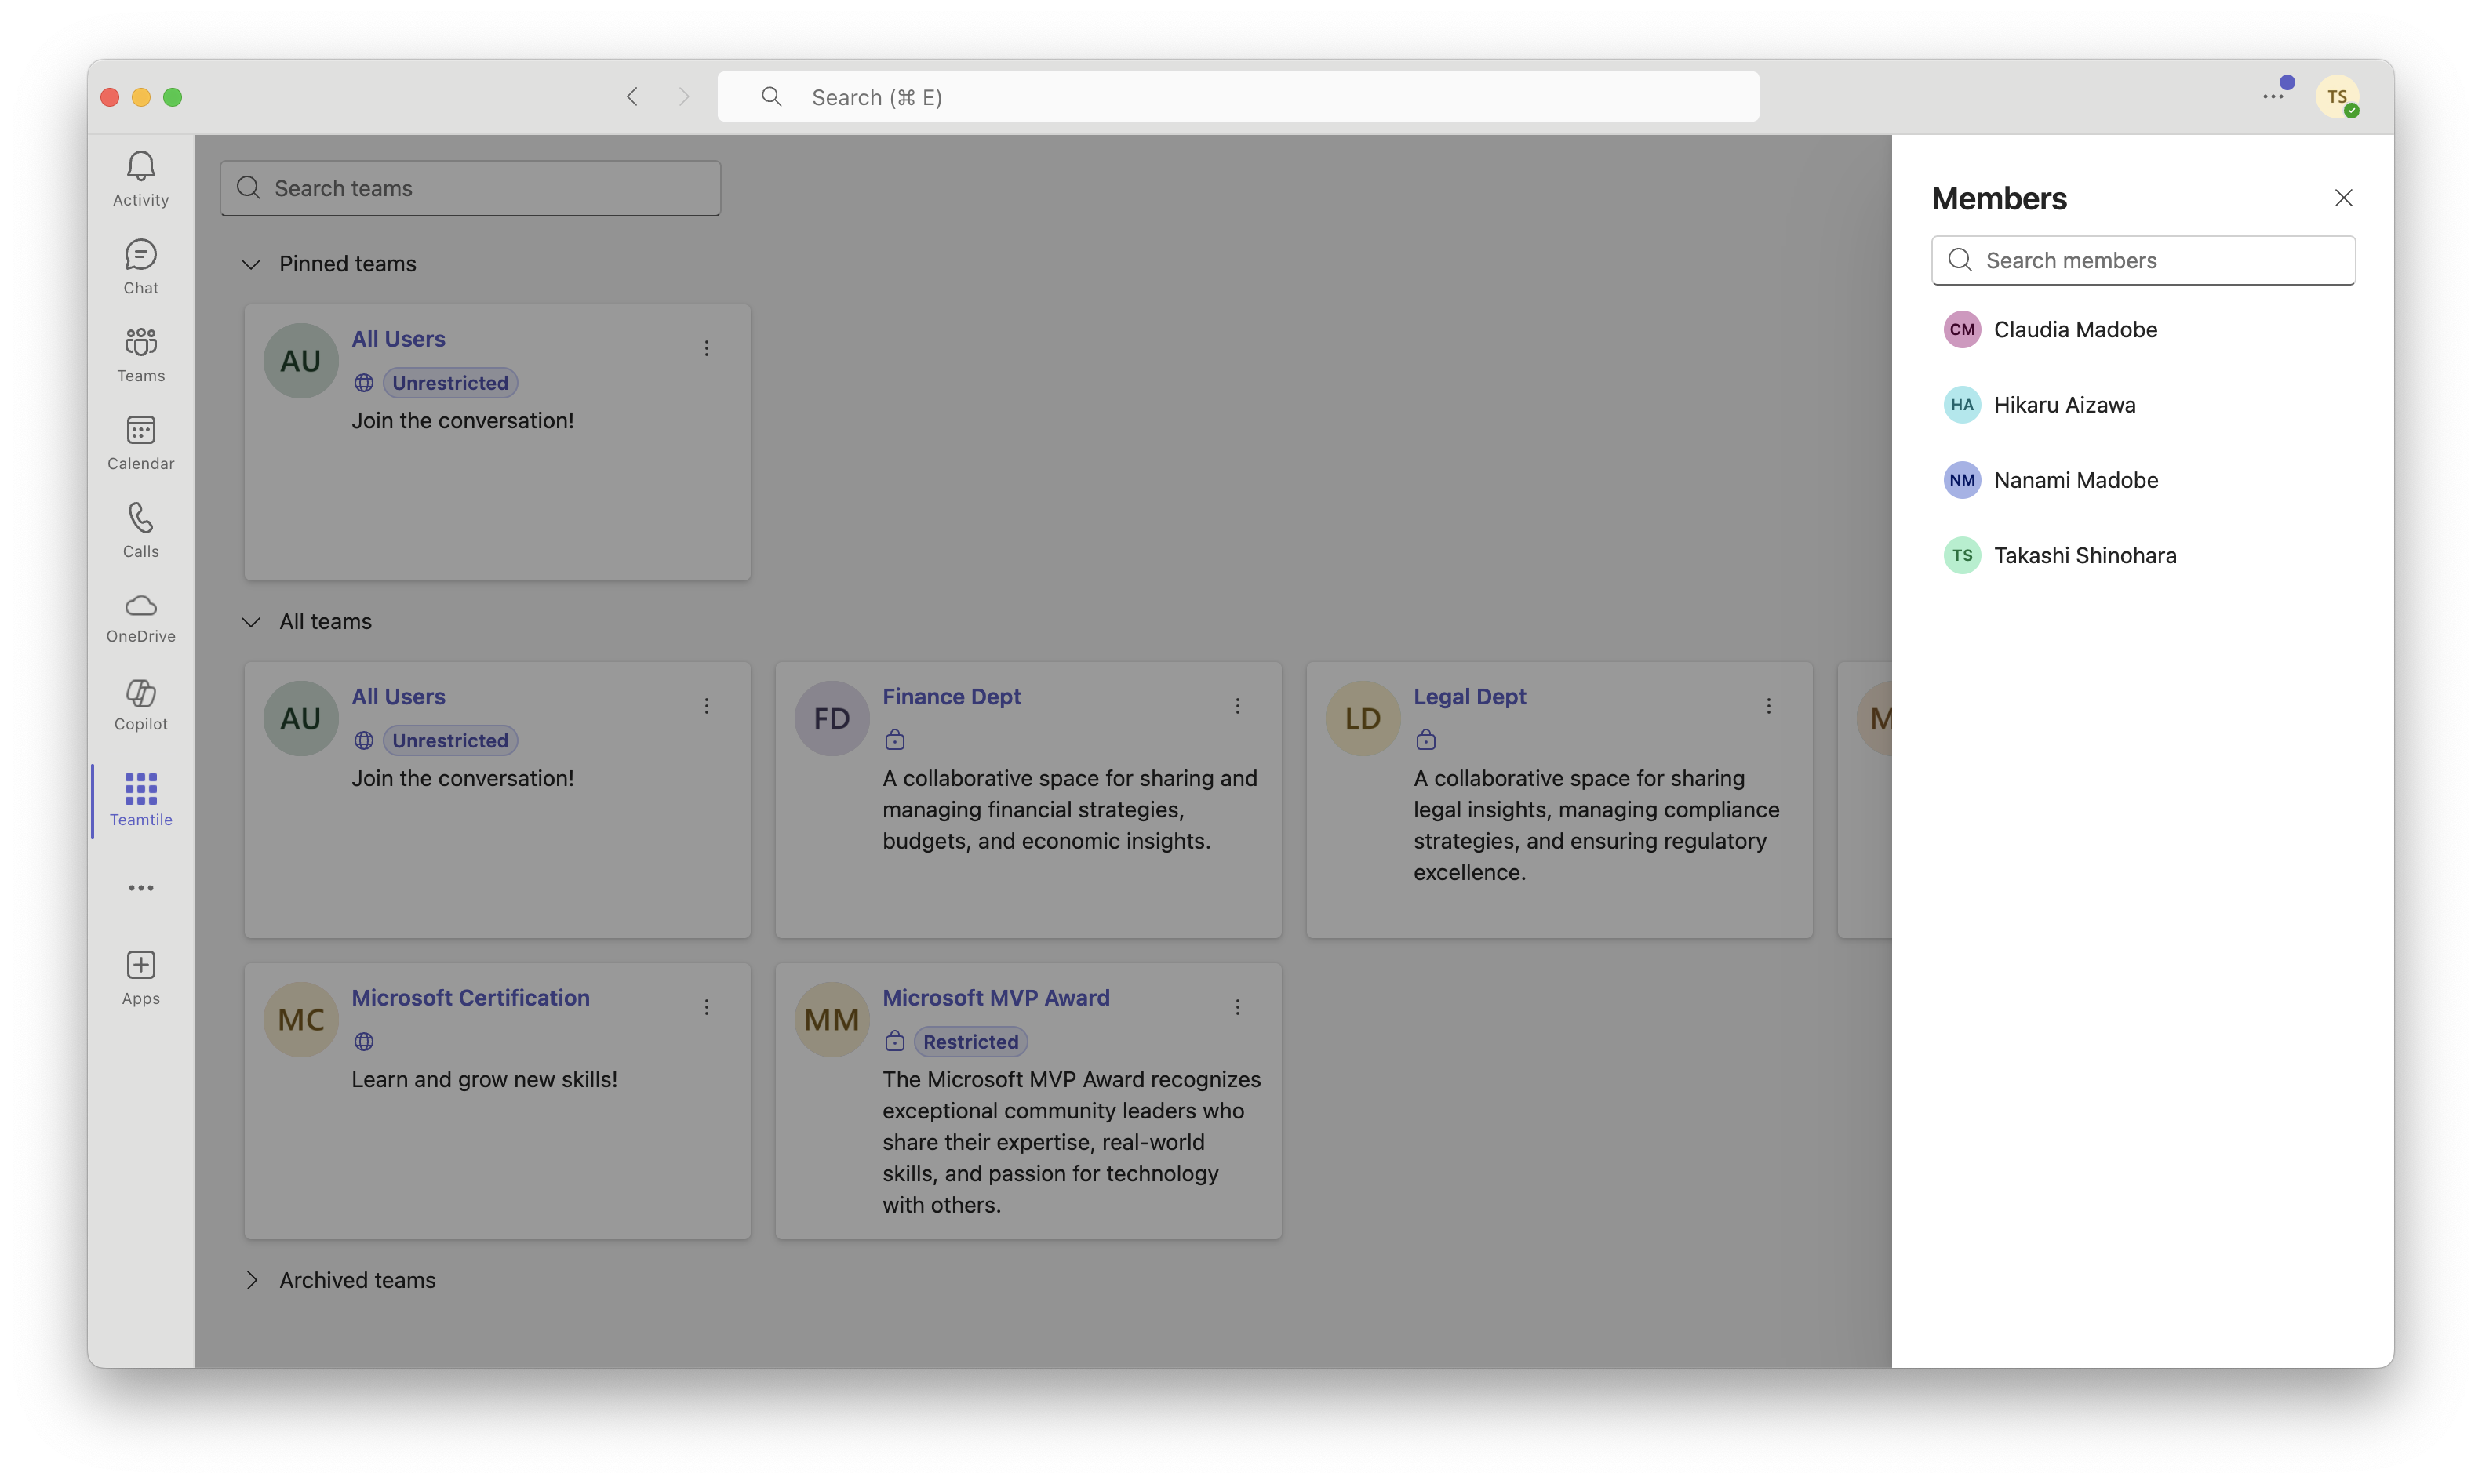 Search (⌘ E)
TS
Activity
Chat
Teams
Calendar
Calls
OneDrive
Copilot
Teamtile
Apps
Search teams
Pinned teams
AU
All Users
Unrestricted
Join the conversation!
All teams
AU
All Users
Unrestricted
Join the conversation!
FD
Finance Dept
A collaborative space for sharing and
managing financial strategies,
budgets, and economic insights.
LD
Legal Dept
A collaborative space for sharing
legal insights, managing compliance
strategies, and ensuring regulatory
excellence.
M
MC
Microsoft Certification
Learn and grow new skills!
MM
Microsoft MVP Award
Restricted
The Microsoft MVP Award recognizes
exceptional community leaders who
share their expertise, real-world
skills, and passion for technology
with others.
Archived teams
Members
Search members
CM Claudia Madobe
HA Hikaru Aizawa
NM Nanami Madobe
TS Takashi Shinohara